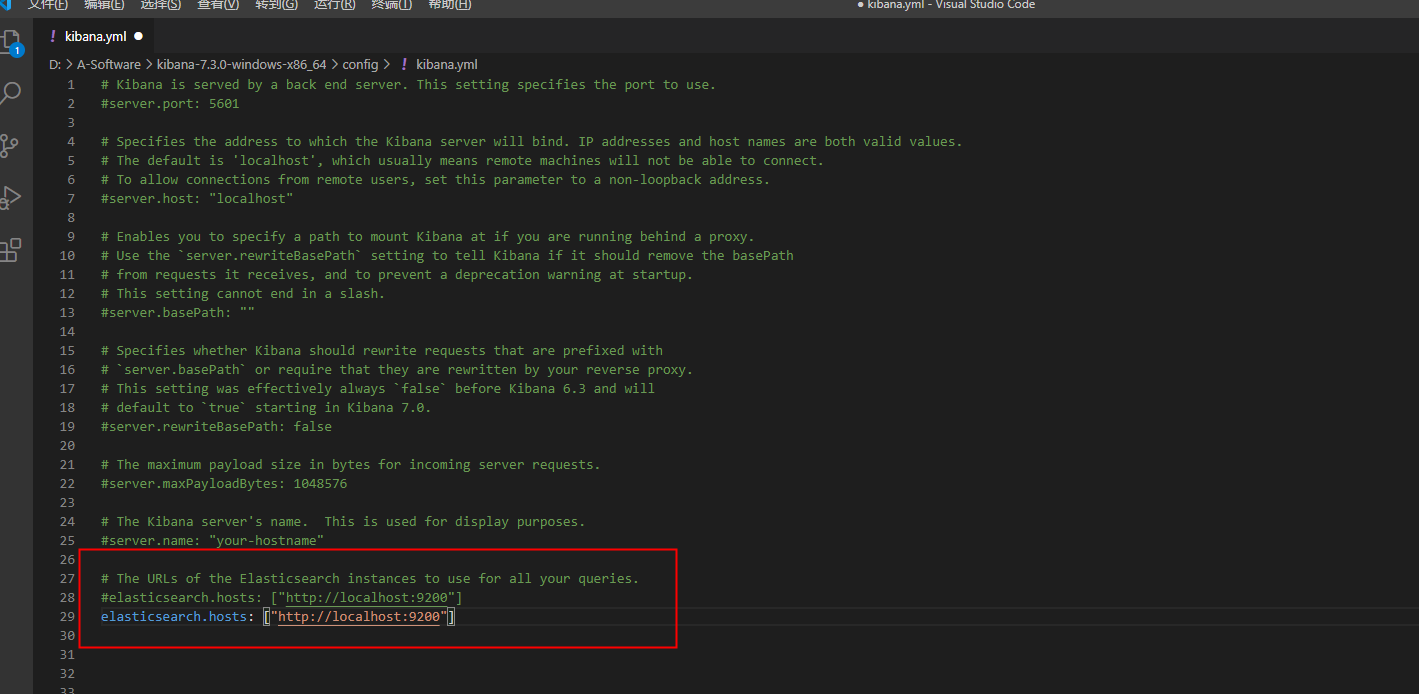 文件(F) 编辑(E) 选择(S) 查看(V) 转到(G) 运行(R) 终端(T) 帮助(H) ● kibana.yml - Visual Studio Code
! kibana.yml ●
1
D: > A-Software > kibana-7.3.0-windows-x86_64 > config > ! kibana.yml
1 # Kibana is served by a back end server. This setting specifies the port to use.
2 #server.port: 5601
3
4 # Specifies the address to which the Kibana server will bind. IP addresses and host names are both valid values.
5 # The default is 'localhost', which usually means remote machines will not be able to connect.
6 # To allow connections from remote users, set this parameter to a non-loopback address.
7 #server.host: "localhost"
8
9 # Enables you to specify a path to mount Kibana at if you are running behind a proxy.
10 # Use the `server.rewriteBasePath` setting to tell Kibana if it should remove the basePath
11 # from requests it receives, and to prevent a deprecation warning at startup.
12 # This setting cannot end in a slash.
13 #server.basePath: ""
14
15 # Specifies whether Kibana should rewrite requests that are prefixed with
16 # `server.basePath` or require that they are rewritten by your reverse proxy.
17 # This setting was effectively always `false` before Kibana 6.3 and will
18 # default to `true` starting in Kibana 7.0.
19 #server.rewriteBasePath: false
20
21 # The maximum payload size in bytes for incoming server requests.
22 #server.maxPayloadBytes: 1048576
23
24 # The Kibana server's name.  This is used for display purposes.
25 #server.name: "your-hostname"
26
27 # The URLs of the Elasticsearch instances to use for all your queries.
28 #elasticsearch.hosts: ["http://localhost:9200"]
29 elasticsearch.hosts: ["http://localhost:9200"]
30
31
32
33